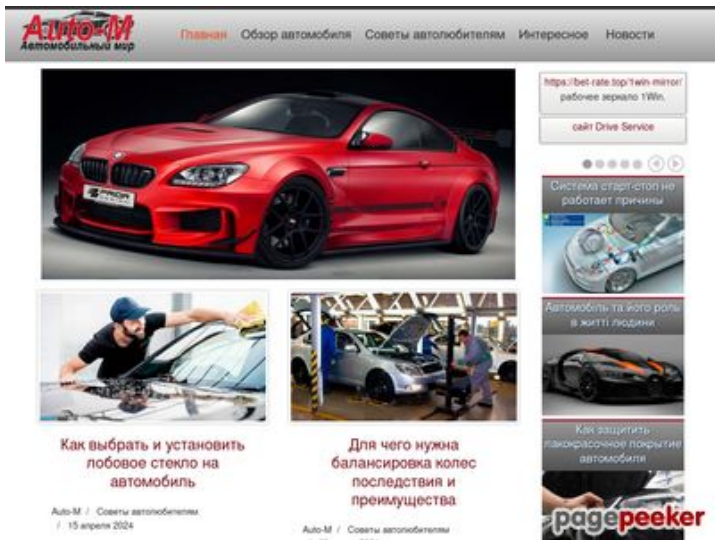 Auto-M
Автомобильный мир
Главная Обзор автомобиля Советы автолюбителям Интересное Новости
https://bet-rate.top/1win-mirror/
рабочее зеркало 1Win.
сайт Drive Service
PRIOR
Система старт-стоп не
работает причины
Автомобіль та його роль
в житті людини
Как защитить
лакокрасочное покрытие
автомобиля
Как выбрать и установить
лобовое стекло на
автомобиль
Auto-M / Советы автолюбителям
/ 15 апреля 2024
Для чего нужна
балансировка колес
последствия и
преимущества
Auto-M / Советы автолюбителям
pagepeeker